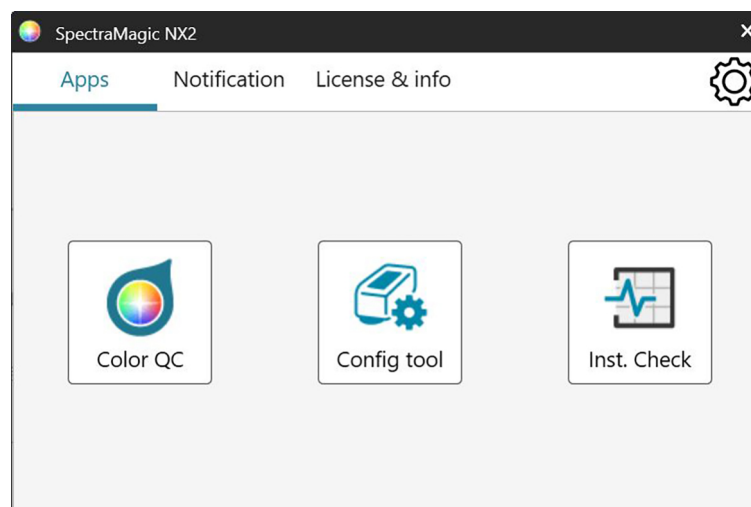 SpectraMagic NX2
Apps Notification License & info
Color QC Config tool Inst. Check